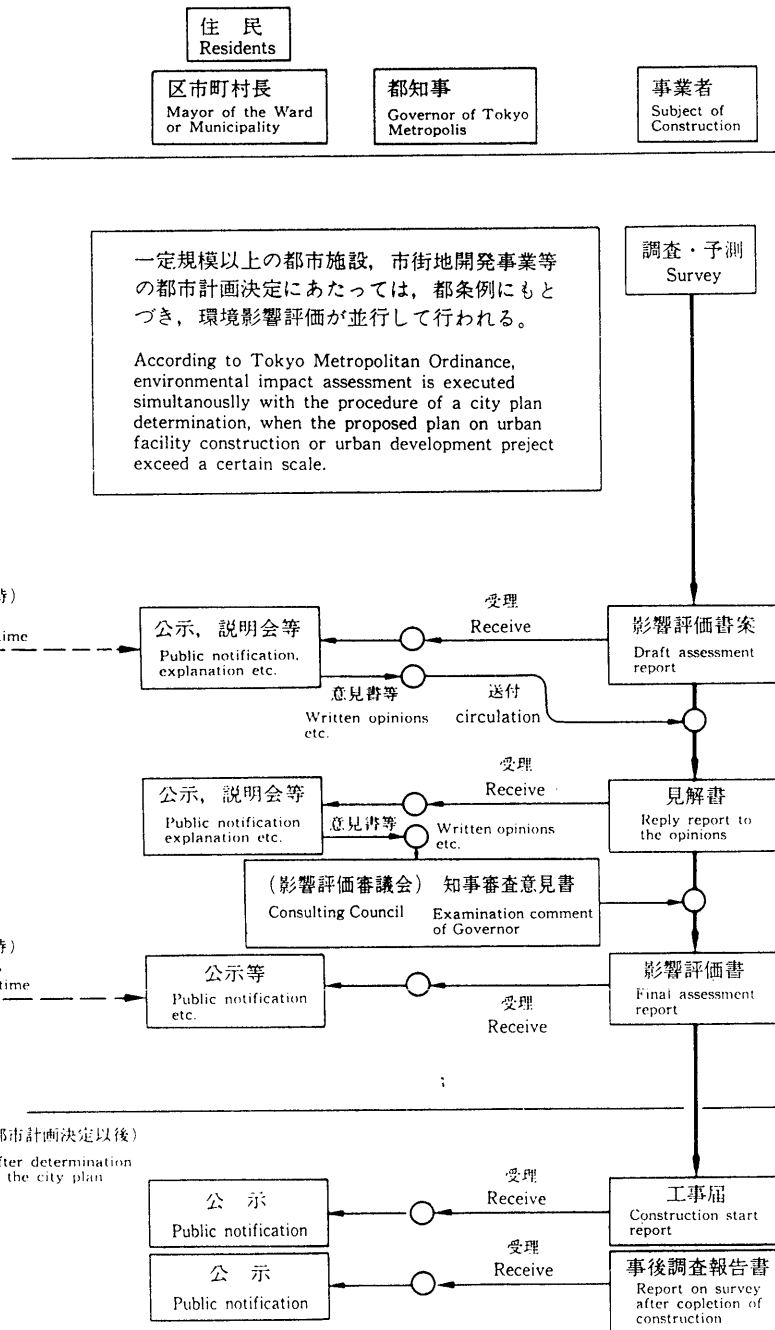 住 民
Residents
区市町村長
Mayor of the Ward
or Municipality
都知事
Governor of Tokyo
Metropolis
事業者
Subject of
Construction
一定規模以上の都市施設，市街地開発事業等
の都市計画決定にあたっては，都条例にもと
づき，環境影響評価が並行して行われる。
According to Tokyo Metropolitan Ordinance,
environmental impact assessment is executed
simultanouslly with the procedure of a city plan
determination, when the proposed plan on urban
facility construction or urban development preject
exceed a certain scale.
調査・予測
Survey
時）
ime
公示，説明会等
Public notification,
explanation etc.
受理
Receive
影響評価書案
Draft assessment
report
意見書等
Written opinions
etc.
送付
circulation
公示，説明会等
Public notification
explanation etc.
受理
Receive
見解書
Reply report to
the opinions
意見書等
Written opinions
etc.
（影響評価審議会） 知事審査意見書
Consulting Council
Examination comment
of Governor
時）
time
公示等
Public notification
etc.
受理
Receive
影響評価書
Final assessment
report
都市計画決定以後）
fter determination
the city plan
公 示
Public notification
受理
Receive
工事届
Construction start
report
公 示
Public notification
受理
Receive
事後調査報告書
Report on survey
after copletion of
construction